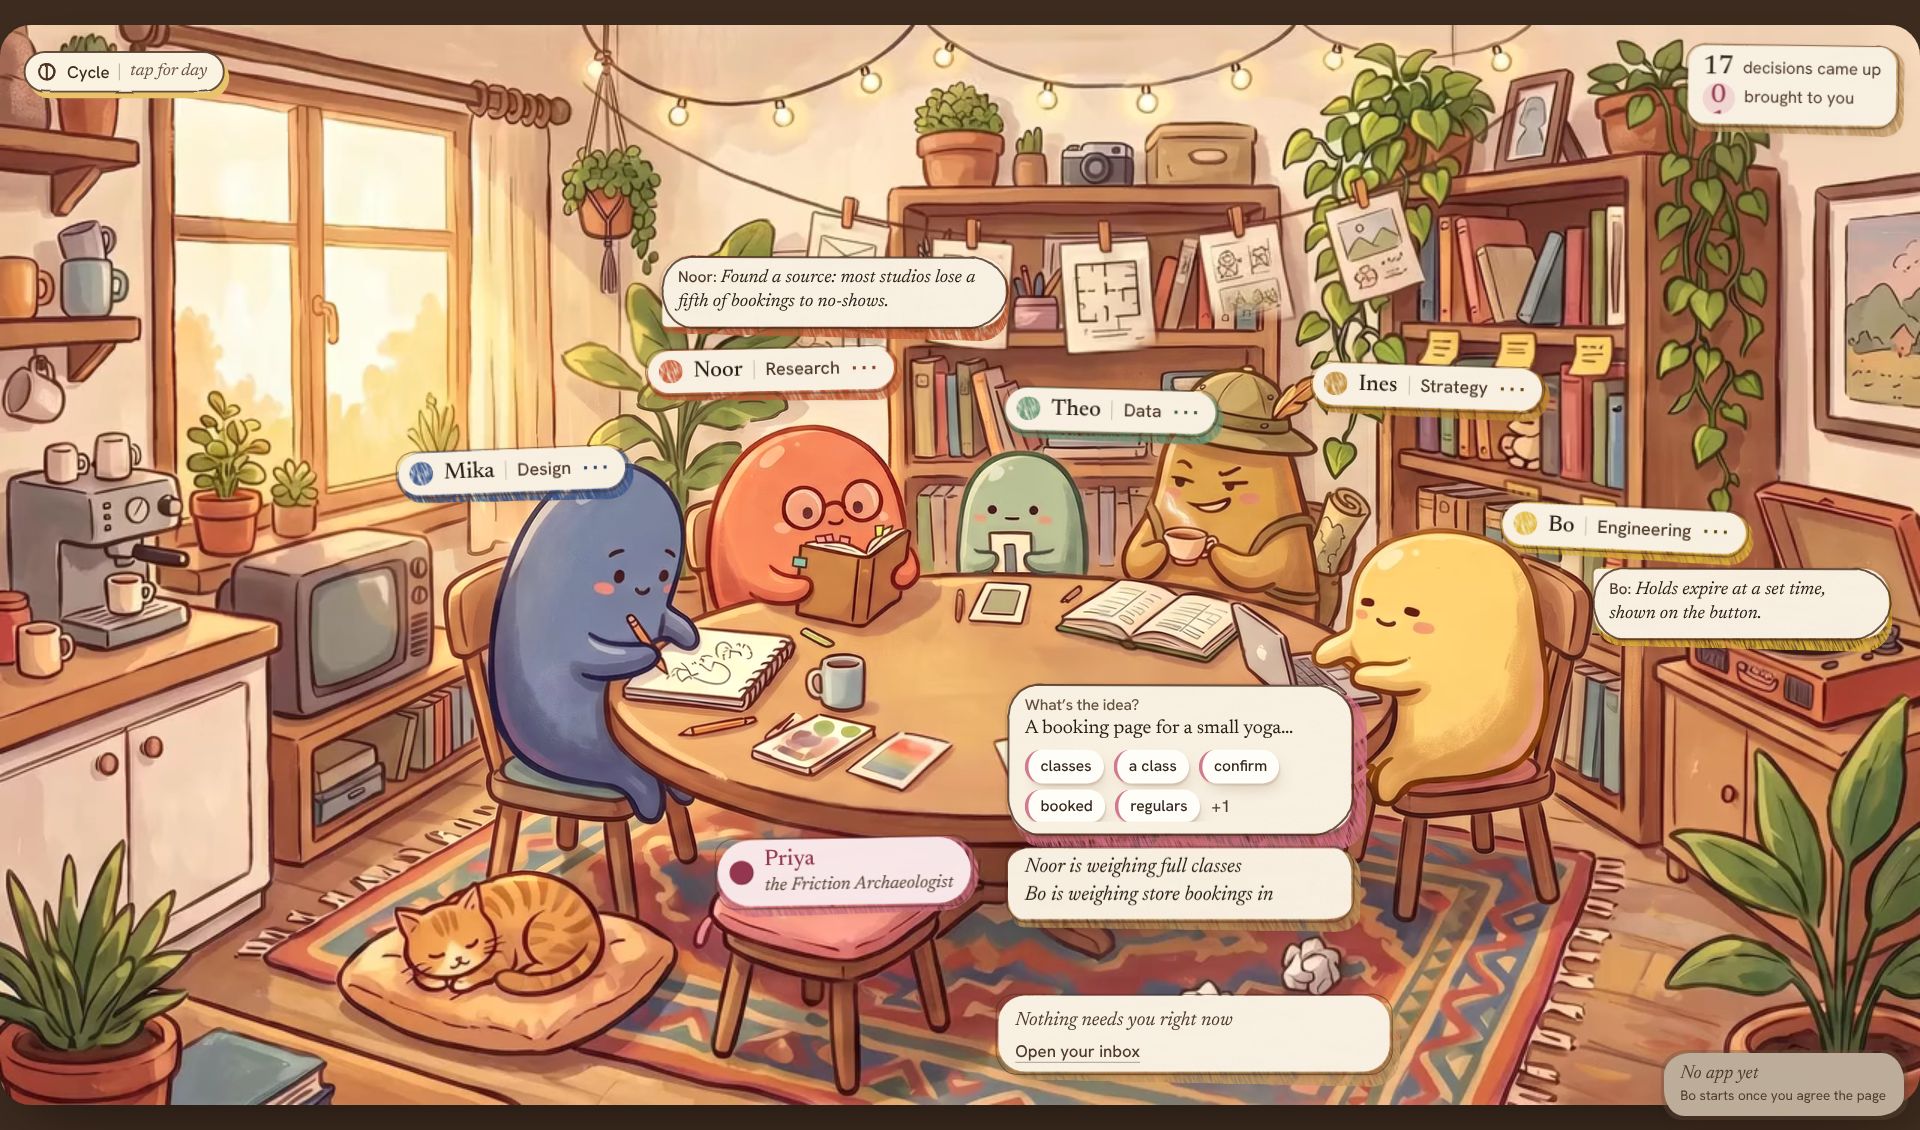 Cycle
tap for day
17 decisions came up
0 brought to you
Noor: Found a source: most studios lose a
fifth of bookings to no-shows.
Noor
Research
Theo
Data
Ines
Strategy
Mika
Design
Bo
Engineering
Bo: Holds expire at a set time,
shown on the button.
What's the idea?
A booking page for a small yoga...
classes
a class
confirm
booked
regulars
+1
Priya
the Friction Archaeologist
Noor is weighing full classes
Bo is weighing store bookings in
Nothing needs you right now
Open your inbox
No app yet
Bo starts once you agree the page